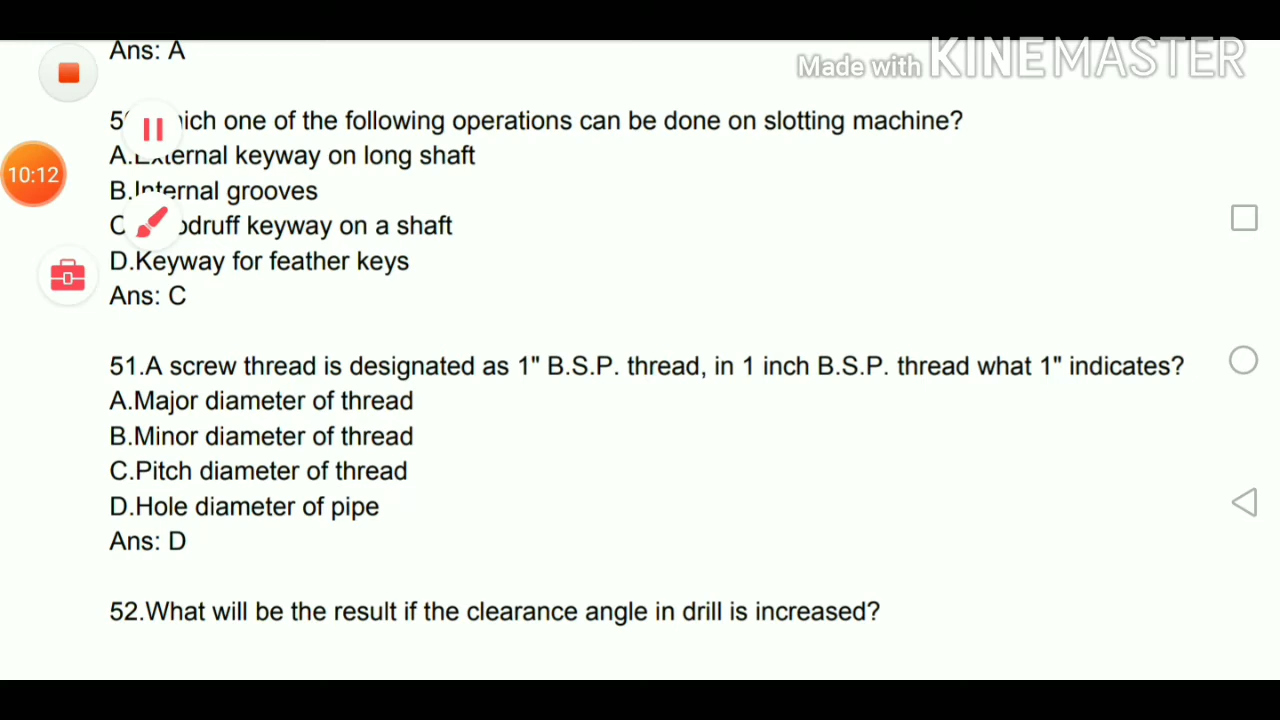 Ans: A
Made with KINEMASTER
one of the following operations can be done on slotting machine?
10:12
keyway on long shaft
grooves
keyway on a shaft
D.Keyway for feather keys
Ans: C
51.A screw thread is designated as 1" B.S.P. thread, in 1 inch B.S.P. thread what 1" indicates?
A.Major diameter of thread
B.Minor diameter of thread
C.Pitch diameter of thread
D.Hole diameter of pipe
Ans: D
52.What will be the result if the clearance angle in drill is increased?